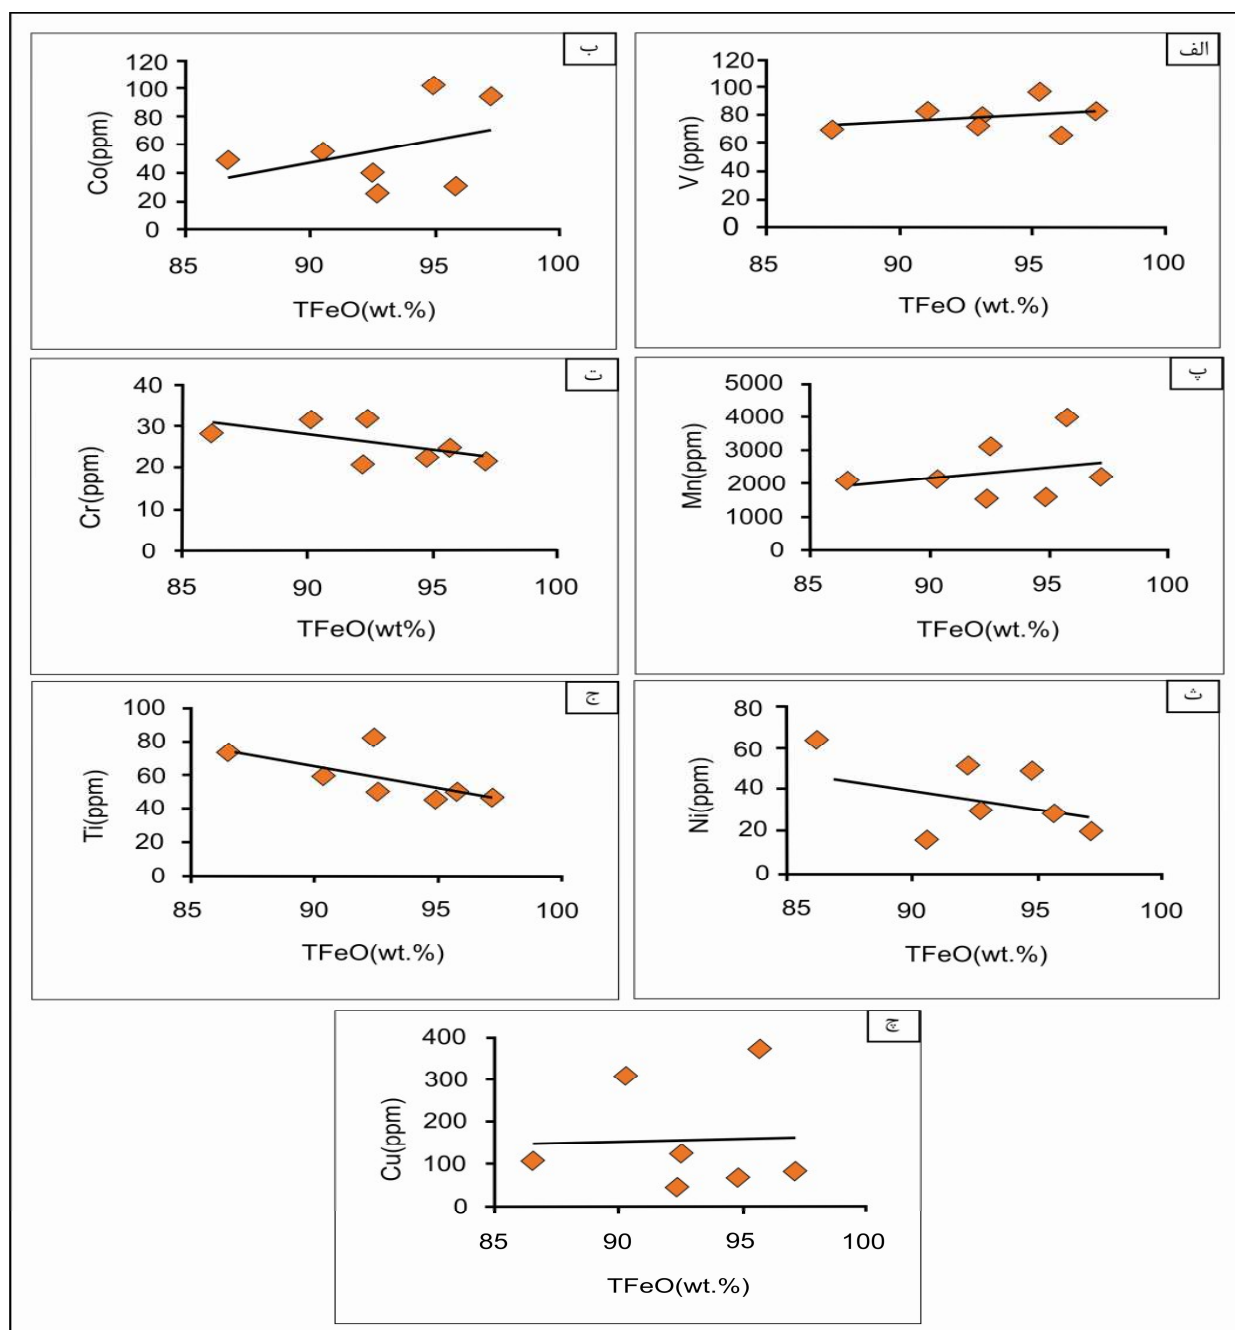 الف
V (ppm)
120
100
80
60
40
20
0
85 90 95 100
TFeO (wt.%)
ب
Co(ppm)
120
100
80
60
40
20
0
85 90 95 100
TFeO(wt.%)
پ
Mn(ppm)
5000
4000
3000
2000
1000
0
85 90 95 100
TFeO(wt.%)
ت
Cr(ppm)
40
30
20
10
0
85 90 95 100
TFeO(wt%)
ث
Ni(ppm)
80
60
40
20
0
85 90 95 100
TFeO(wt.%)
ج
Ti(ppm)
100
80
60
40
20
0
85 90 95 100
TFeO(wt.%)
چ
Cu(ppm)
400
300
200
100
0
85 90 95 100
TFeO(wt.%)